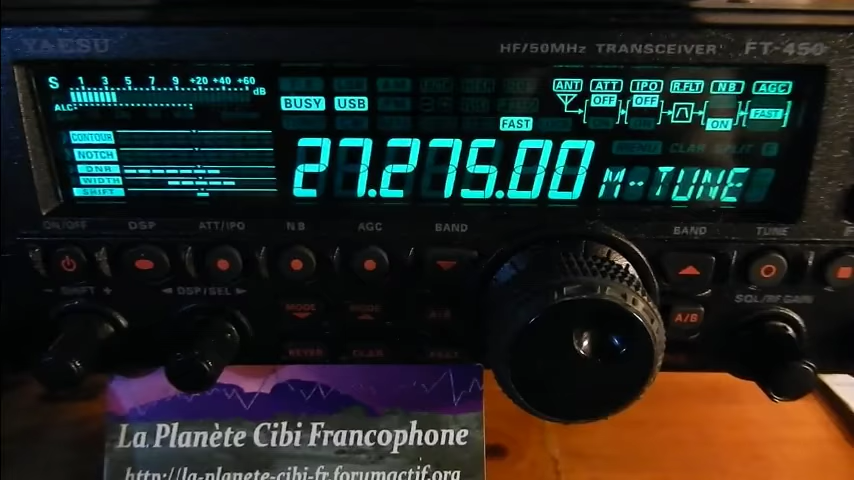 YAESU HF/50MHz TRANSCEIVER FT-450
S 1 3 5 7 9 +20 +40 +60 dB
ALC
BUSY USB
FAST
ANT ATT IPO R.FLT NB AGC
OFF OFF ON FAST
CONTOUR
NOTCH
DNR
WIDTH
SHIFT
27.275.00 M-TUNE
MENU CLAR SPLIT
ON/OFF DSP ATT/IPO NB AGC BAND BAND TUNE
- SHIFT + DSP/SEL
MODE MODE A/B
SQL/RF GAIN
CLAR
La Planète Cibi Francophone
http://la-planete-cibi-fr.forumactif.org